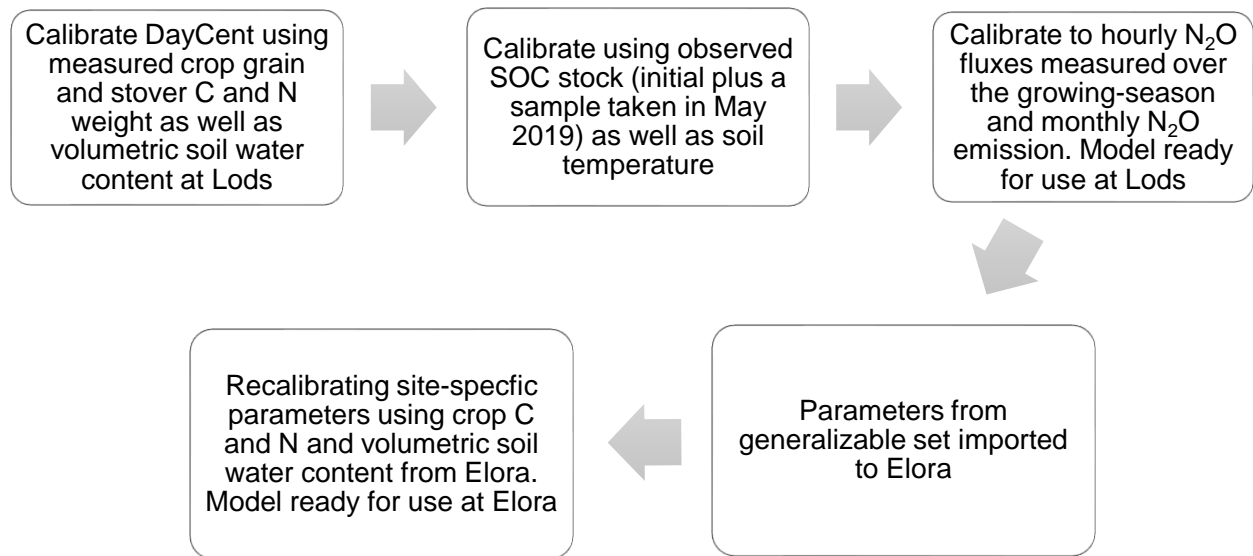 Calibrate DayCent using
measured crop grain
and stover C and N
weight as well as
volumetric soil water
content at Lods
Calibrate using observed
SOC stock (initial plus a
sample taken in May
2019) as well as soil
temperature
Calibrate to hourly N₂O
fluxes measured over
the growing-season
and monthly N₂O
emission. Model ready
for use at Lods
Recalibrating site-specfic
parameters using crop C
and N and volumetric soil
water content from Elora.
Model ready for use at Elora
Parameters from
generalizable set imported
to Elora